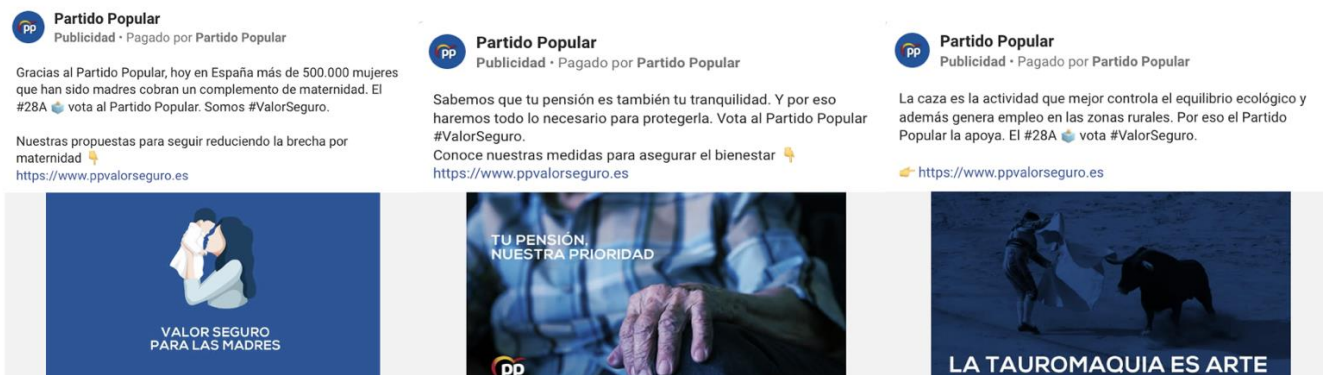 pp
Partido Popular
Publicidad · Pagado por Partido Popular
Gracias al Partido Popular, hoy en España más de 500.000 mujeres
que han sido madres cobran un complemento de maternidad. El
#28A 🗳️ vota al Partido Popular. Somos #ValorSeguro.
Nuestras propuestas para seguir reduciendo la brecha por
maternidad 👇
https://www.ppvalorseguro.es
VALOR SEGURO
PARA LAS MADRES
pp
Partido Popular
Publicidad · Pagado por Partido Popular
Sabemos que tu pensión es también tu tranquilidad. Y por eso
haremos todo lo necesario para protegerla. Vota al Partido Popular
#ValorSeguro.
Conoce nuestras medidas para asegurar el bienestar 👇
https://www.ppvalorseguro.es
TU PENSIÓN,
NUESTRA PRIORIDAD
pp
pp
Partido Popular
Publicidad · Pagado por Partido Popular
La caza es la actividad que mejor controla el equilibrio ecológico y
además genera empleo en las zonas rurales. Por eso el Partido
Popular la apoya. El #28A 🗳️ vota #ValorSeguro.
👉 https://www.ppvalorseguro.es
LA TAUROMAQUIA ES ARTE